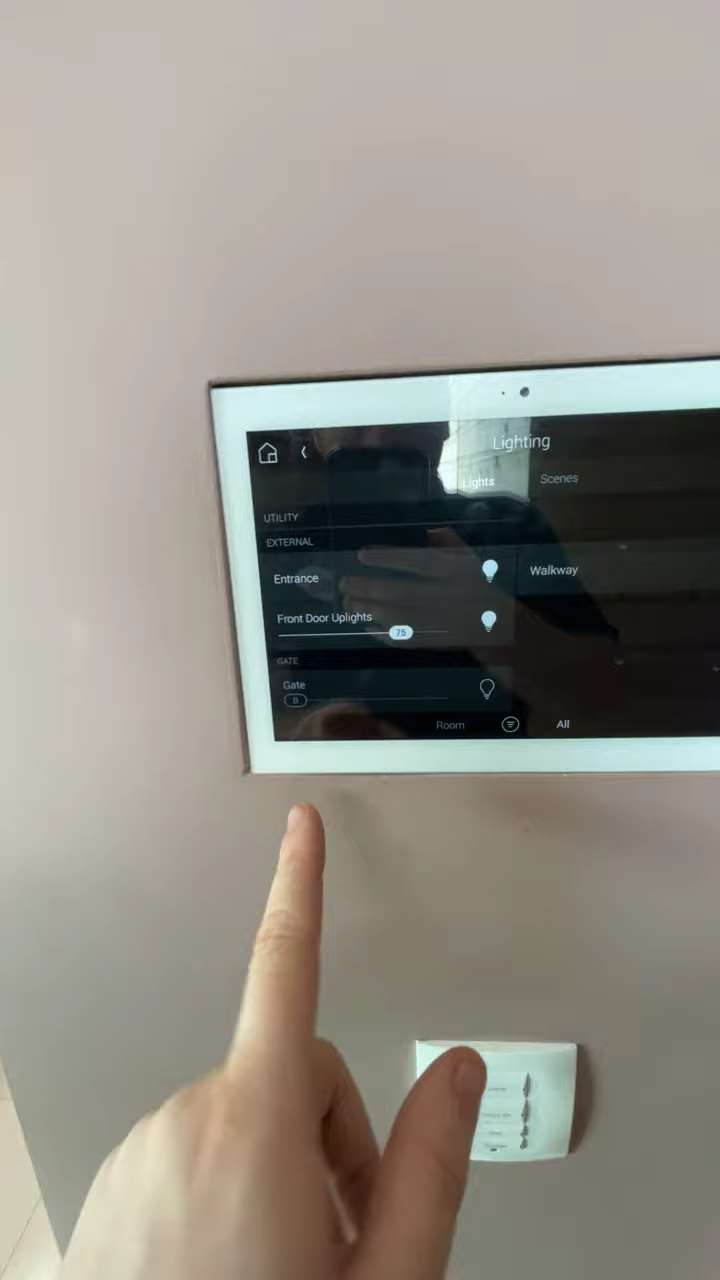 Lighting
Lights Scenes
UTILITY
EXTERNAL
Entrance
Walkway
Front Door Uplights
75
GATE
Gate
0
Room All